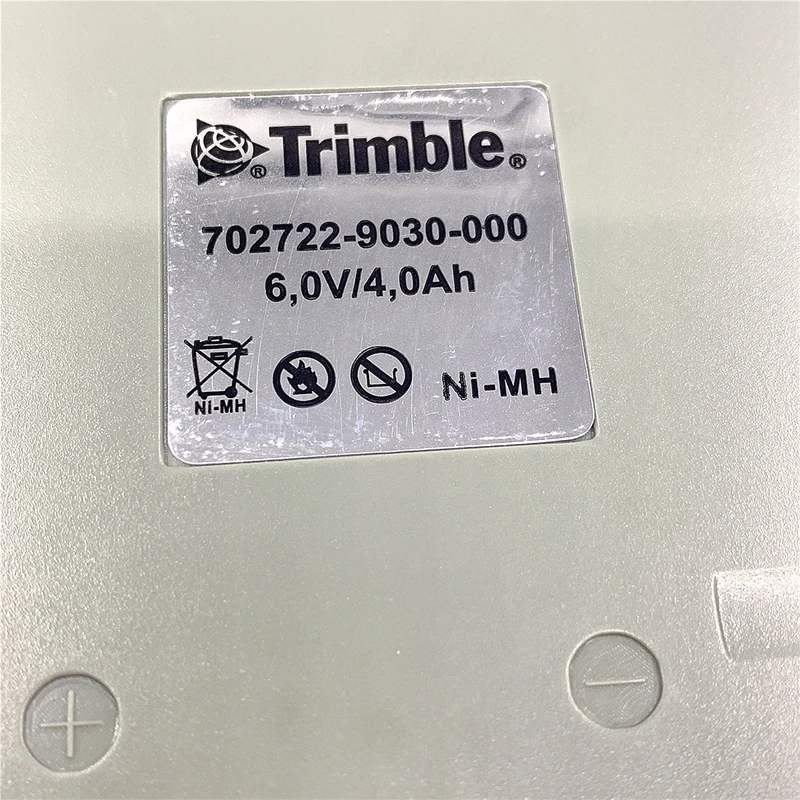 ® Trimble®
702722-9030-000
6,0V/4,0Ah
Ni-MH
Ni-MH
+ −